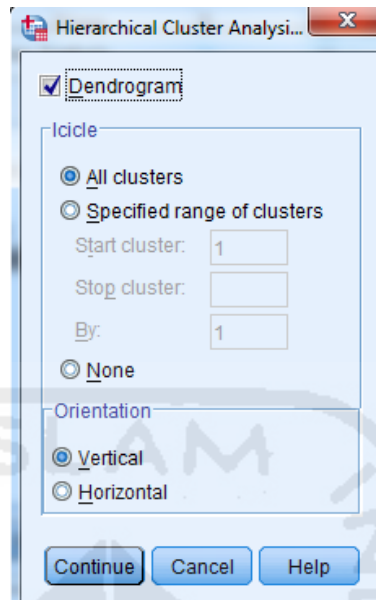 Hierarchical Cluster Analysi...
Dendrogram
Icicle
All clusters
Specified range of clusters
Start cluster: 1
Stop cluster:
By: 1
None
Orientation
Vertical
Horizontal
Continue Cancel Help
SLAM